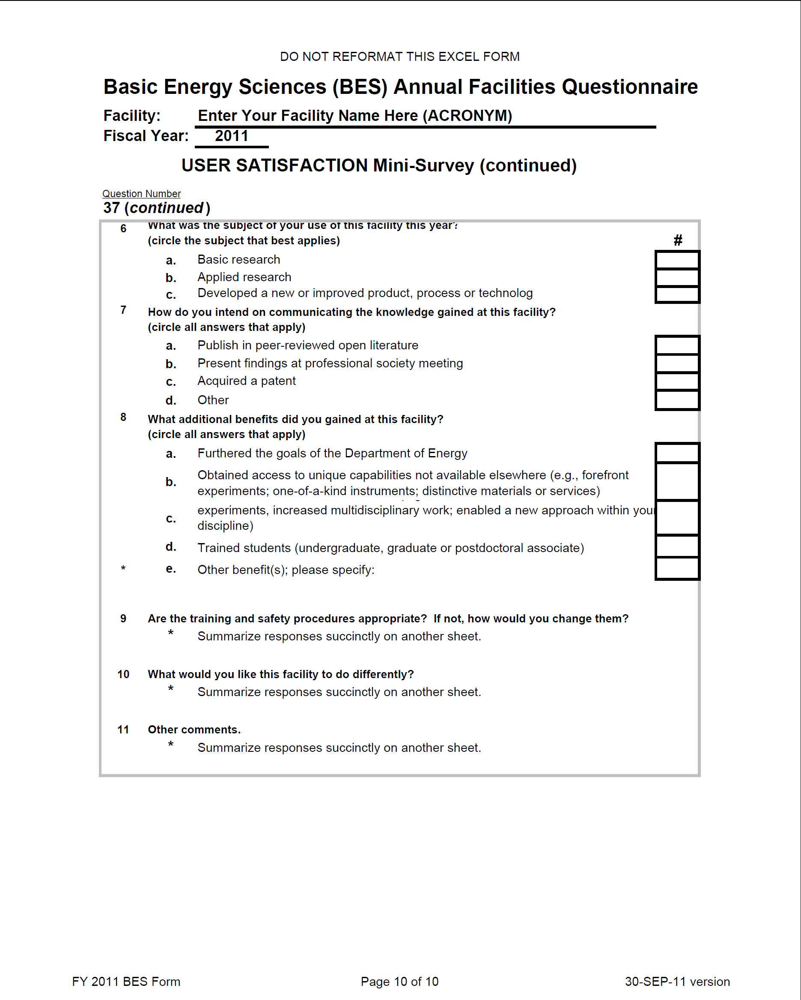 DO NOT REFORMAT THIS EXCEL FORM
Basic Energy Sciences (BES) Annual Facilities Questionnaire
Facility: Enter Your Facility Name Here (ACRONYM)
Fiscal Year: 2011
USER SATISFACTION Mini-Survey (continued)
Question Number
37 (continued)
6 What was the subject of your use of this facility this year?
(circle the subject that best applies) #
a. Basic research
b. Applied research
c. Developed a new or improved product, process or technolog
7 How do you intend on communicating the knowledge gained at this facility?
(circle all answers that apply)
a. Publish in peer-reviewed open literature
b. Present findings at professional society meeting
c. Acquired a patent
d. Other
8 What additional benefits did you gained at this facility?
(circle all answers that apply)
a. Furthered the goals of the Department of Energy
b. Obtained access to unique capabilities not available elsewhere (e.g., forefront
experiments; one-of-a-kind instruments; distinctive materials or services)
c. experiments, increased multidisciplinary work; enabled a new approach within your
discipline)
d. Trained students (undergraduate, graduate or postdoctoral associate)
* e. Other benefit(s); please specify:
9 Are the training and safety procedures appropriate? If not, how would you change them?
* Summarize responses succinctly on another sheet.
10 What would you like this facility to do differently?
* Summarize responses succinctly on another sheet.
11 Other comments.
* Summarize responses succinctly on another sheet.
FY 2011 BES Form Page 10 of 10 30-SEP-11 version